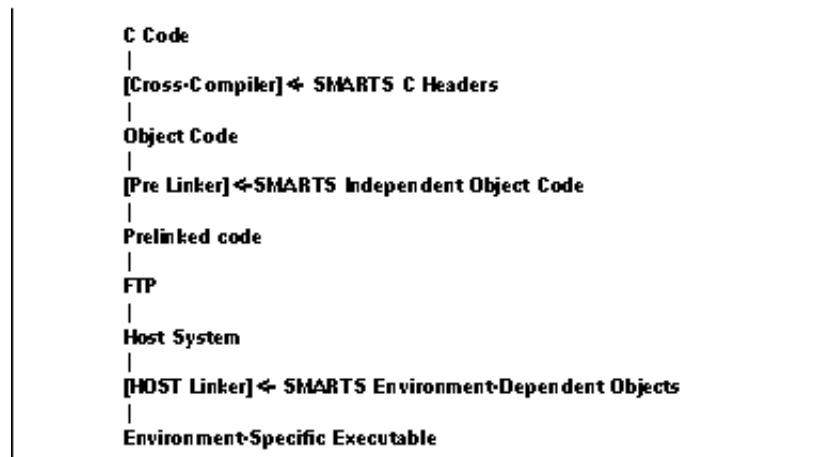 C Code
|
[Cross-Compiler]<- SMARTS C Headers
|
Object Code
|
[Pre Linker]<-SMARTS Independent Object Code
|
Prelinked code
|
FTP
|
Host System
|
[HOST Linker]<- SMARTS Environment-Dependent Objects
|
Environment-Specific Executable